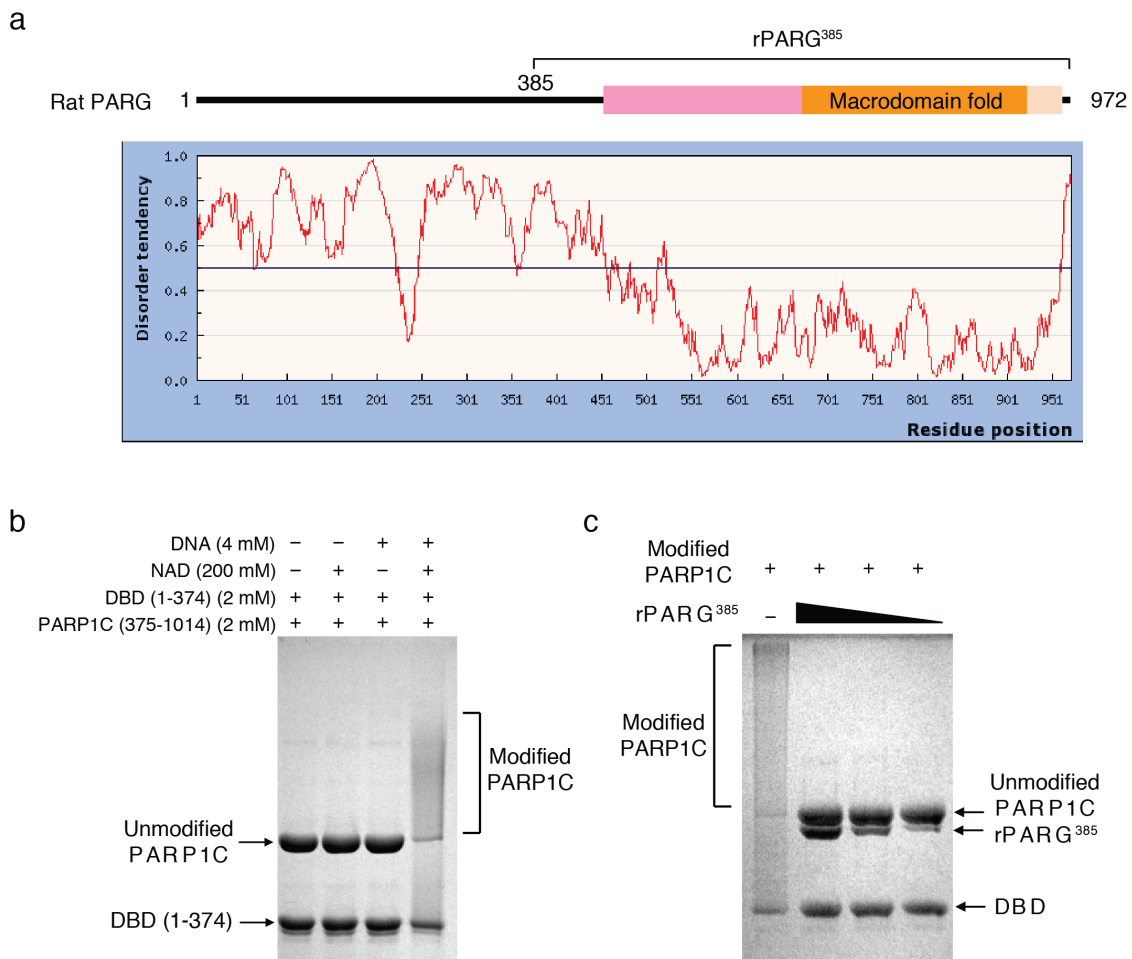 a
rPARG385
385
Rat PARG 1 Macrodomain fold 972
Disorder tendency
1.0
0.8
0.6
0.4
0.2
0.0
1 51 101 151 201 251 301 351 401 451 501 551 601 651 701 751 801 851 901 951
Residue position
b
DNA (4 mM) – – + +
NAD (200 mM) – + – +
DBD (1-374) (2 mM) + + + +
PARP1C (375-1014) (2 mM) + + + +
Modified
PARP1C
Unmodified
PARP1C
DBD (1-374)
c
Modified
PARP1C + + + +
rPARG385 –
Modified
PARP1C
Unmodified
PARP1C
rPARG385
DBD